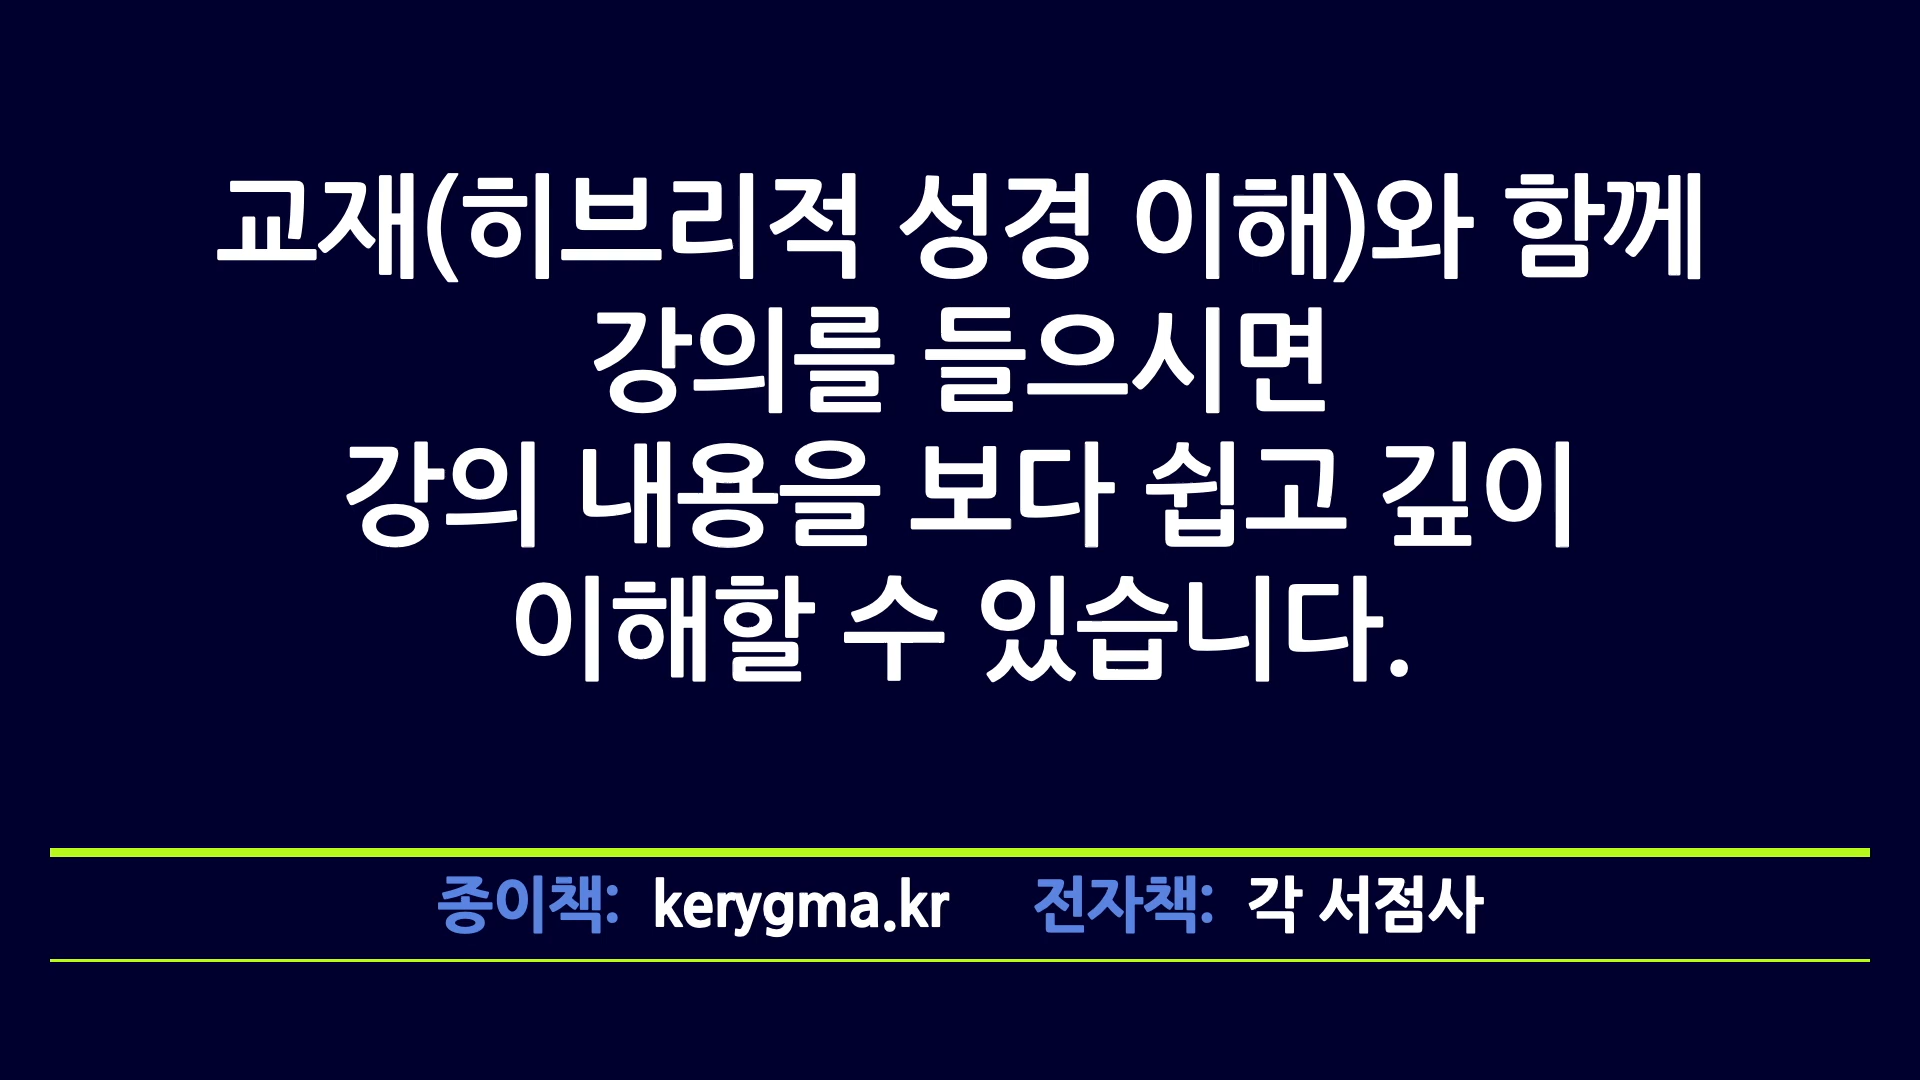 교재(히브리적 성경 이해)와 함께
강의를 들으시면
강의 내용을 보다 쉽고 깊이
이해할 수 있습니다.
종이책: kerygma.kr 전자책: 각 서점사